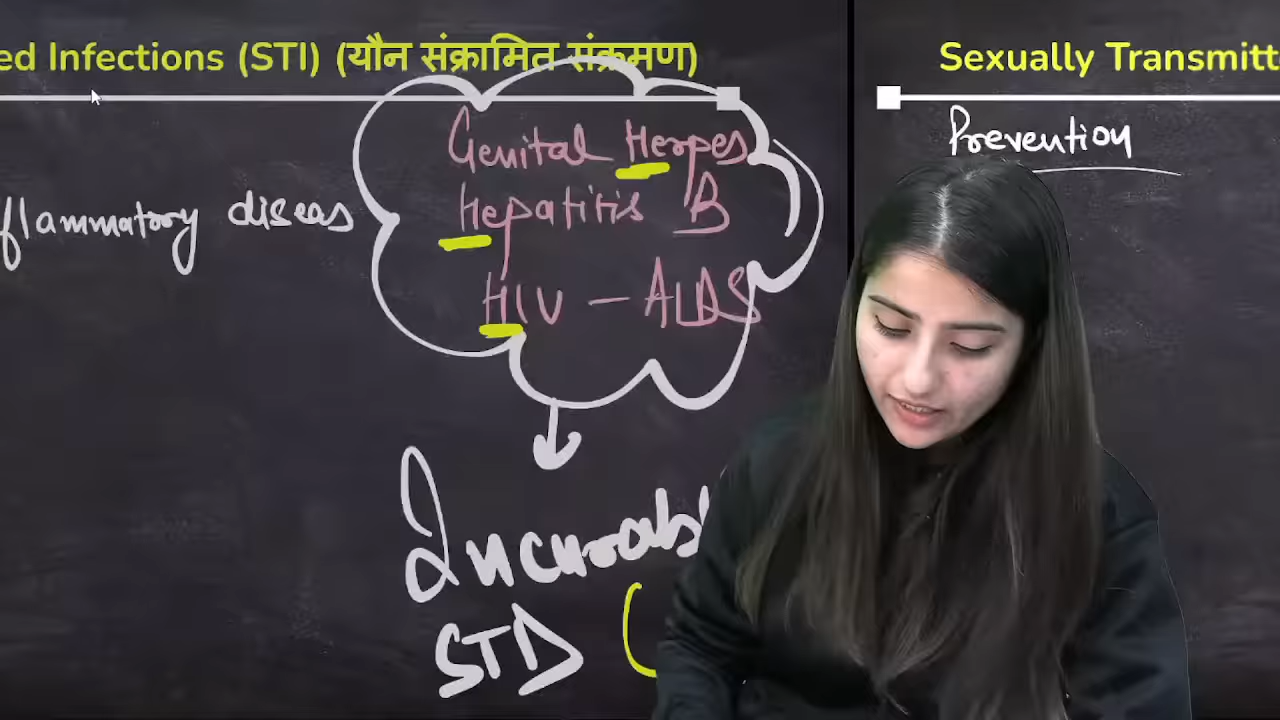 ed Infections (STI) (यौन संक्रामित संक्रमण)
Genital Herpes
Hepatitis B
HIV - AIDS
flammatory diseas
Incurabl
STD (
Sexually Transmitt
Prevention